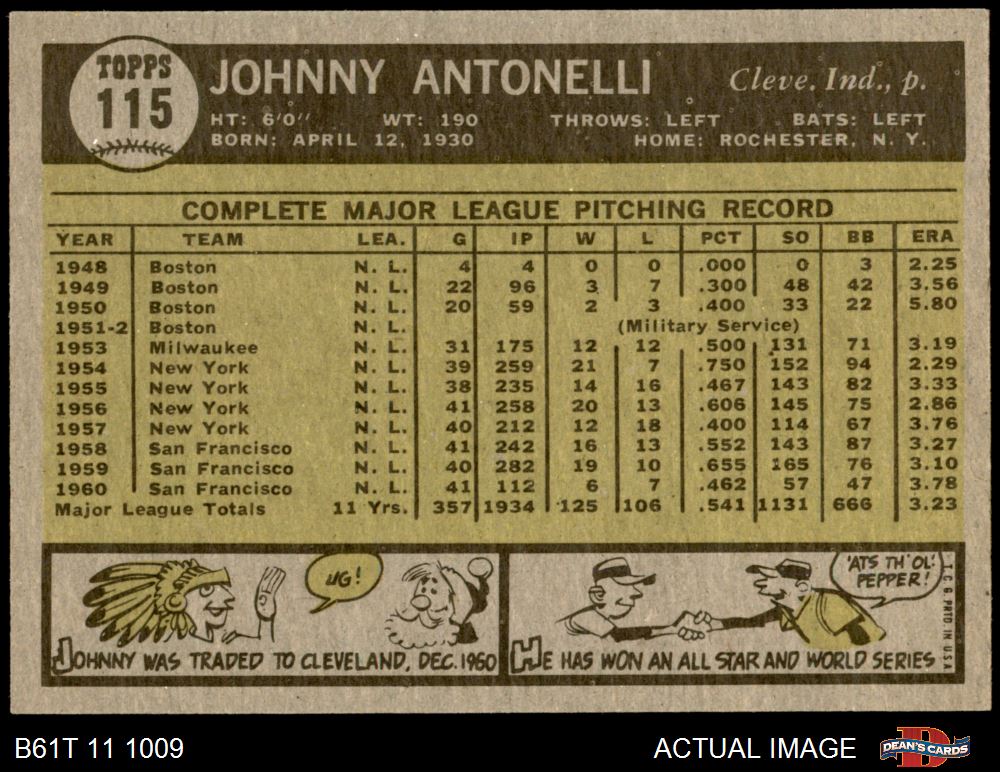 TOPPS
115
JOHNNY ANTONELLI Cleve. Ind., p.
HT: 6'0" WT: 190 THROWS: LEFT BATS: LEFT
BORN: APRIL 12, 1930 HOME: ROCHESTER, N. Y.
COMPLETE MAJOR LEAGUE PITCHING RECORD
YEAR TEAM LEA. G IP W L PCT SO BB ERA
1948 Boston N. L. 4 4 0 0 .000 0 3 2.25
1949 Boston N. L. 22 96 3 7 .300 48 42 3.56
1950 Boston N. L. 20 59 2 3 .400 33 22 5.80
1951-2 Boston N. L. (Military Service)
1953 Milwaukee N. L. 31 175 12 12 .500 131 71 3.19
1954 New York N. L. 39 259 21 7 .750 152 94 2.29
1955 New York N. L. 38 235 14 16 .467 143 82 3.33
1956 New York N. L. 41 258 20 13 .606 145 75 2.86
1957 New York N. L. 40 212 12 18 .400 114 67 3.76
1958 San Francisco N. L. 41 242 16 13 .552 143 87 3.27
1959 San Francisco N. L. 40 282 19 10 .655 165 76 3.10
1960 San Francisco N. L. 41 112 6 7 .462 57 47 3.78
Major League Totals 11 Yrs. 357 1934 125 106 .541 1131 666 3.23
UG!
JOHNNY WAS TRADED TO CLEVELAND, DEC. 1960
'ATS TH' OL'
PEPPER!
HE HAS WON AN ALL STAR AND WORLD SERIES
T.C.G. PRTD. IN U.S.A.
B61T 11 1009 ACTUAL IMAGE DEAN'S CARDS